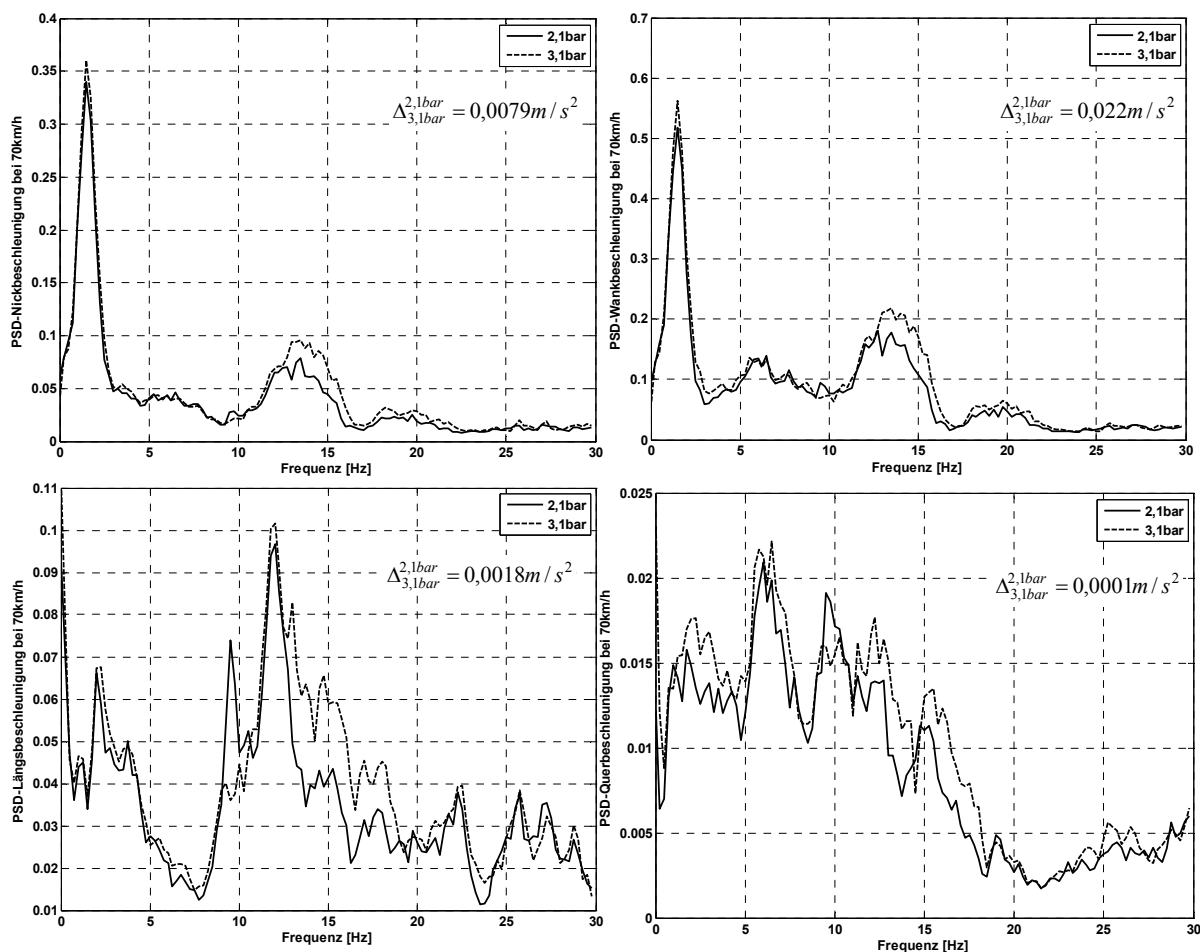 PSD-Nickbeschleunigung bei 70km/h
0.4
0.35
0.3
0.25
0.2
0.15
0.1
0.05
0
2,1bar
3,1bar
Δ 2,1bar 3,1bar = 0,0079m/s²
0 5 10 15 20 25 30
Frequenz [Hz]
PSD-Wankbeschleunigung bei 70km/h
0.7
0.6
0.5
0.4
0.3
0.2
0.1
0
2,1bar
3,1bar
Δ 2,1bar 3,1bar = 0,022m/s²
0 5 10 15 20 25 30
Frequenz [Hz]
PSD-Längsbeschleunigung bei 70km/h
0.11
0.1
0.09
0.08
0.07
0.06
0.05
0.04
0.03
0.02
0.01
2,1bar
3,1bar
Δ 2,1bar 3,1bar = 0,0018m/s²
0 5 10 15 20 25 30
Frequenz [Hz]
PSD-Querbeschleunigung bei 70km/h
0.025
0.02
0.015
0.01
0.005
0
2,1bar
3,1bar
Δ 2,1bar 3,1bar = 0,0001m/s²
0 5 10 15 20 25 30
Frequenz [Hz]